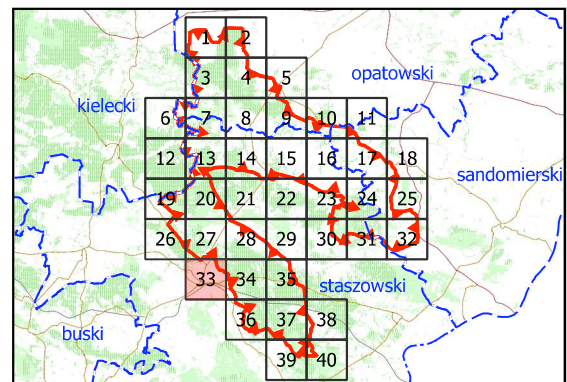 1 2
3 4 5
opatowski
kielecki
6 7 8 9 10 11
12 13 14 15 16 17 18
sandomierski
19 20 21 22 23 24 25
26 27 28 29 30 31 32
33 34 35
staszowski
buski
36 37 38
39 40